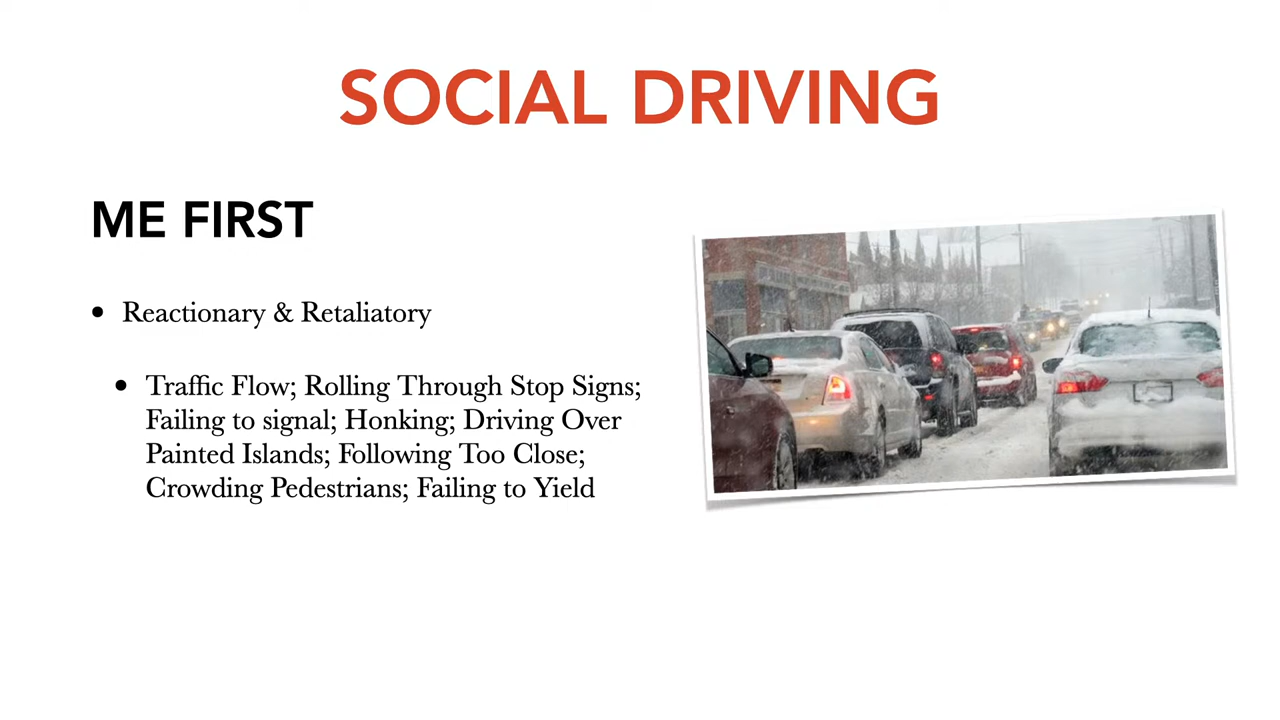 SOCIAL DRIVING
ME FIRST
• Reactionary & Retaliatory
• Traffic Flow; Rolling Through Stop Signs;
Failing to signal; Honking; Driving Over
Painted Islands; Following Too Close;
Crowding Pedestrians; Failing to Yield